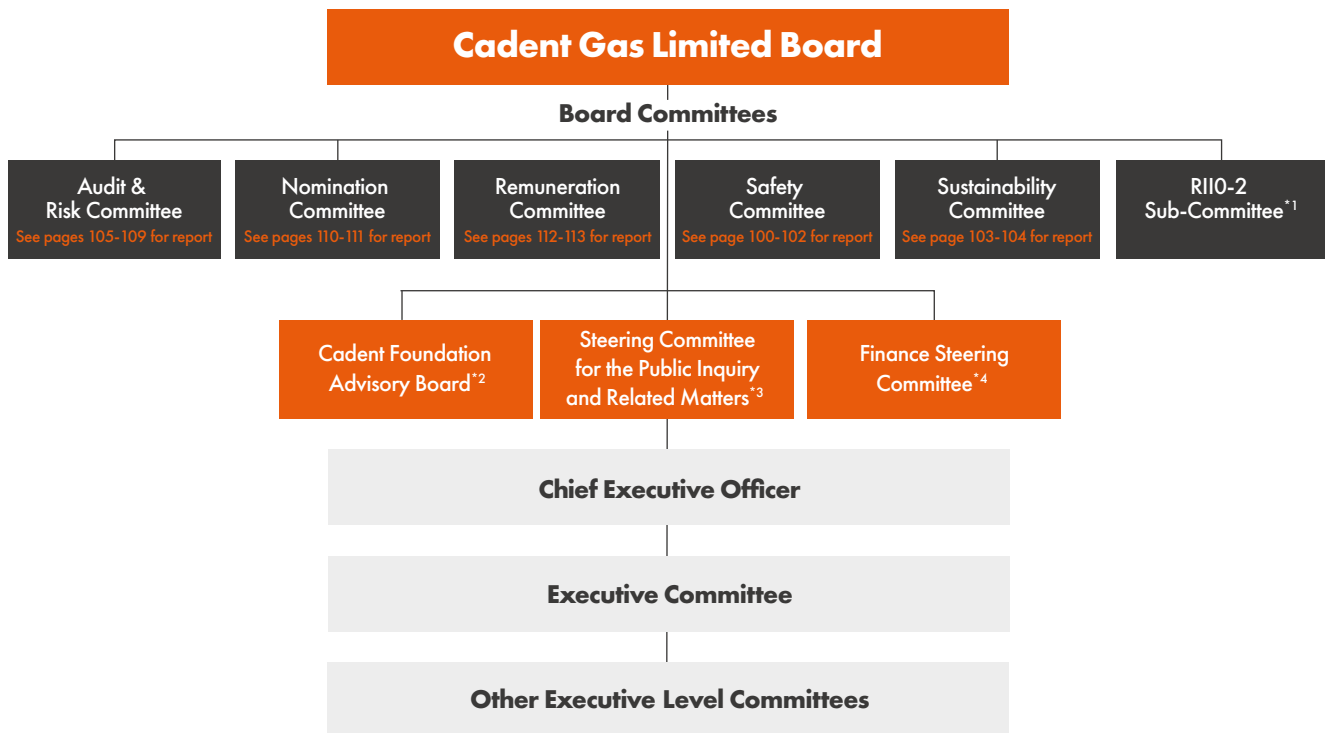 Cadent Gas Limited Board
Board Committees
Audit &
Risk Committee
See pages 105-109 for report
Nomination
Committee
See pages 110-111 for report
Remuneration
Committee
See pages 112-113 for report
Safety
Committee
See page 100-102 for report
Sustainability
Committee
See page 103-104 for report
RII0-2
Sub-Committee*1
Cadent Foundation
Advisory Board*2
Steering Committee
for the Public Inquiry
and Related Matters*3
Finance Steering
Committee*4
Chief Executive Officer
Executive Committee
Other Executive Level Committees